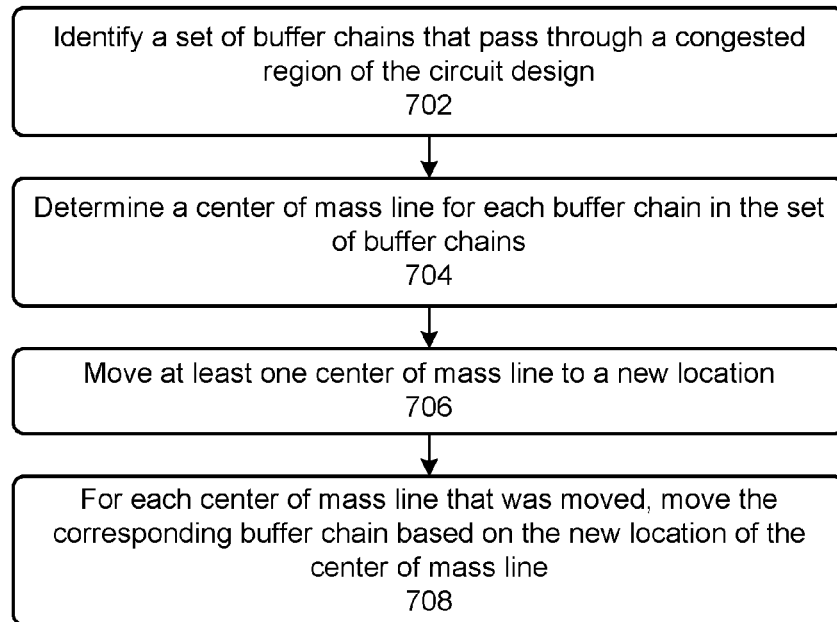 Identify a set of buffer chains that pass through a congested
region of the circuit design
702
Determine a center of mass line for each buffer chain in the set
of buffer chains
704
Move at least one center of mass line to a new location
706
For each center of mass line that was moved, move the
corresponding buffer chain based on the new location of the
center of mass line
708